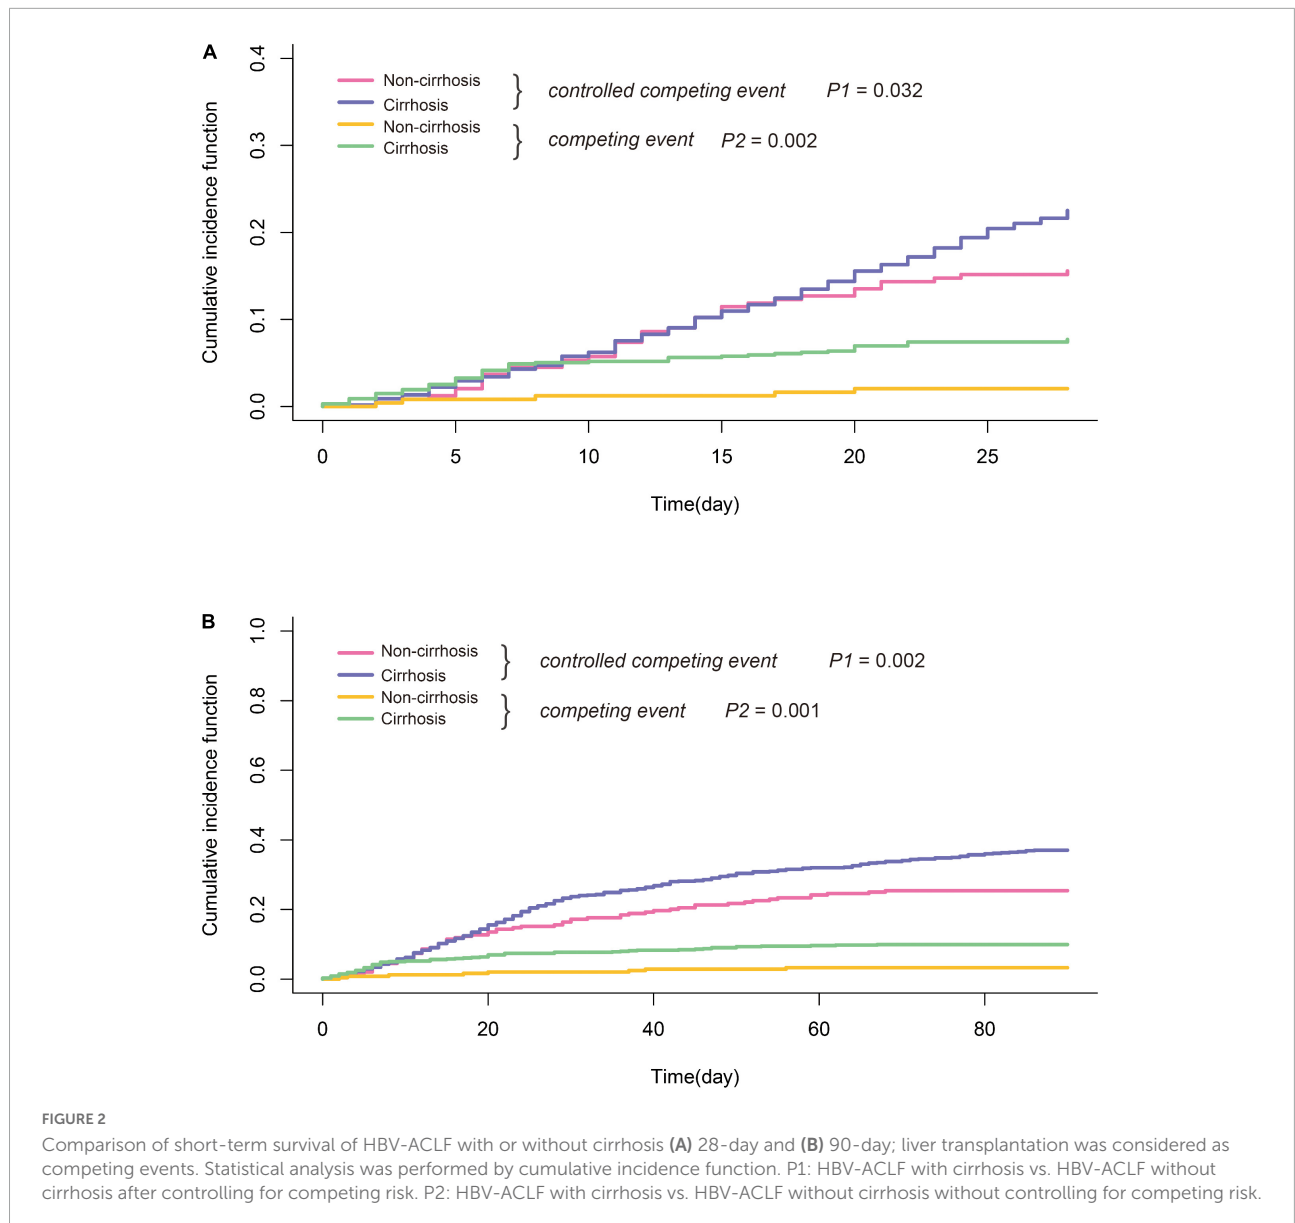 A
Cumulative incidence function
0.4
0.3
0.2
0.1
0.0
Non-cirrhosis
Cirrhosis
} controlled competing event P1 = 0.032
Non-cirrhosis
Cirrhosis
} competing event P2 = 0.002
0 5 10 15 20 25
Time(day)
B
Cumulative incidence function
1.0
0.8
0.6
0.4
0.2
0.0
Non-cirrhosis
Cirrhosis
} controlled competing event P1 = 0.002
Non-cirrhosis
Cirrhosis
} competing event P2 = 0.001
0 20 40 60 80
Time(day)
FIGURE 2
Comparison of short-term survival of HBV-ACLF with or without cirrhosis (A) 28-day and (B) 90-day; liver transplantation was considered as
competing events. Statistical analysis was performed by cumulative incidence function. P1: HBV-ACLF with cirrhosis vs. HBV-ACLF without
cirrhosis after controlling for competing risk. P2: HBV-ACLF with cirrhosis vs. HBV-ACLF without cirrhosis without controlling for competing risk.